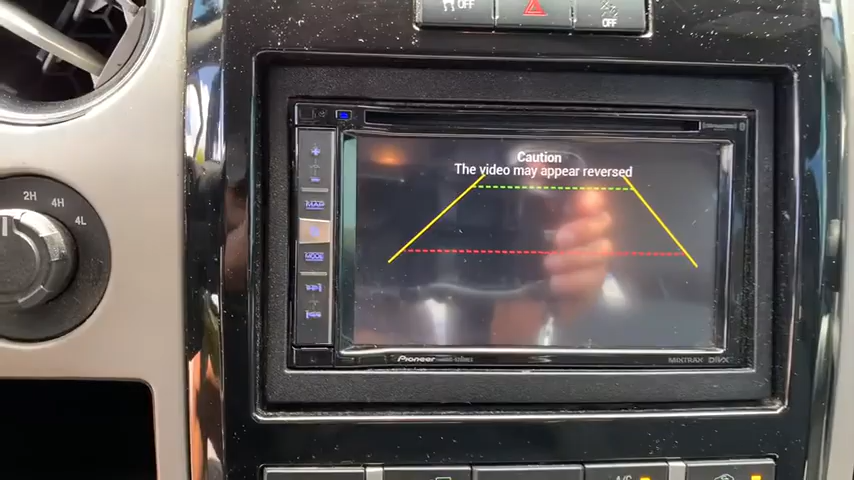 OFF
OFF
2H 4H 4L
Caution
The video may appear reversed
MAP
MODE
Pioneer
MIXTRAX DivX
A/C